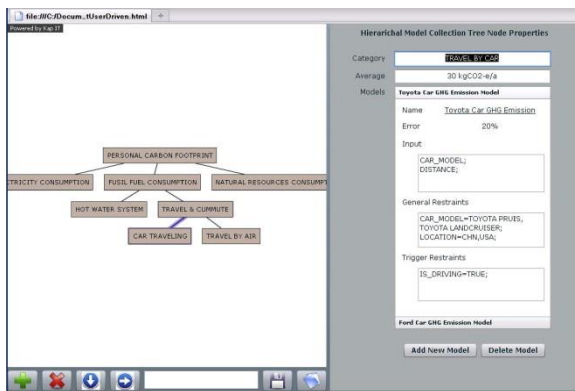 file:///C:/Docum...tUserDriven.html
Powered by Kap IT
PERSONAL CARBON FOOTPRINT
CTRICITY CONSUMPTION
FUSIL FUEL CONSUMPTION
NATURAL RESOURCES CONSUMPT
HOT WATER SYSTEM
TRAVEL & CUMMUTE
CAR TRAVELING
TRAVEL BY AIR
Hierarichal Model Collection Tree Node Properties
Category TRAVEL BY CAR
Average 30 kgCO2-e/a
Models Toyota Car GHG Emission Model
Name Toyota Car GHG Emission
Error 20%
Input
CAR_MODEL;
DISTANCE;
General Restraints
CAR_MODEL=TOYOTA PRUIS,
TOYOTA LANDCRUISER;
LOCATION=CHN,USA;
Trigger Restraints
IS_DRIVING=TRUE;
Ford Car GHG Emission Model
Add New Model Delete Model